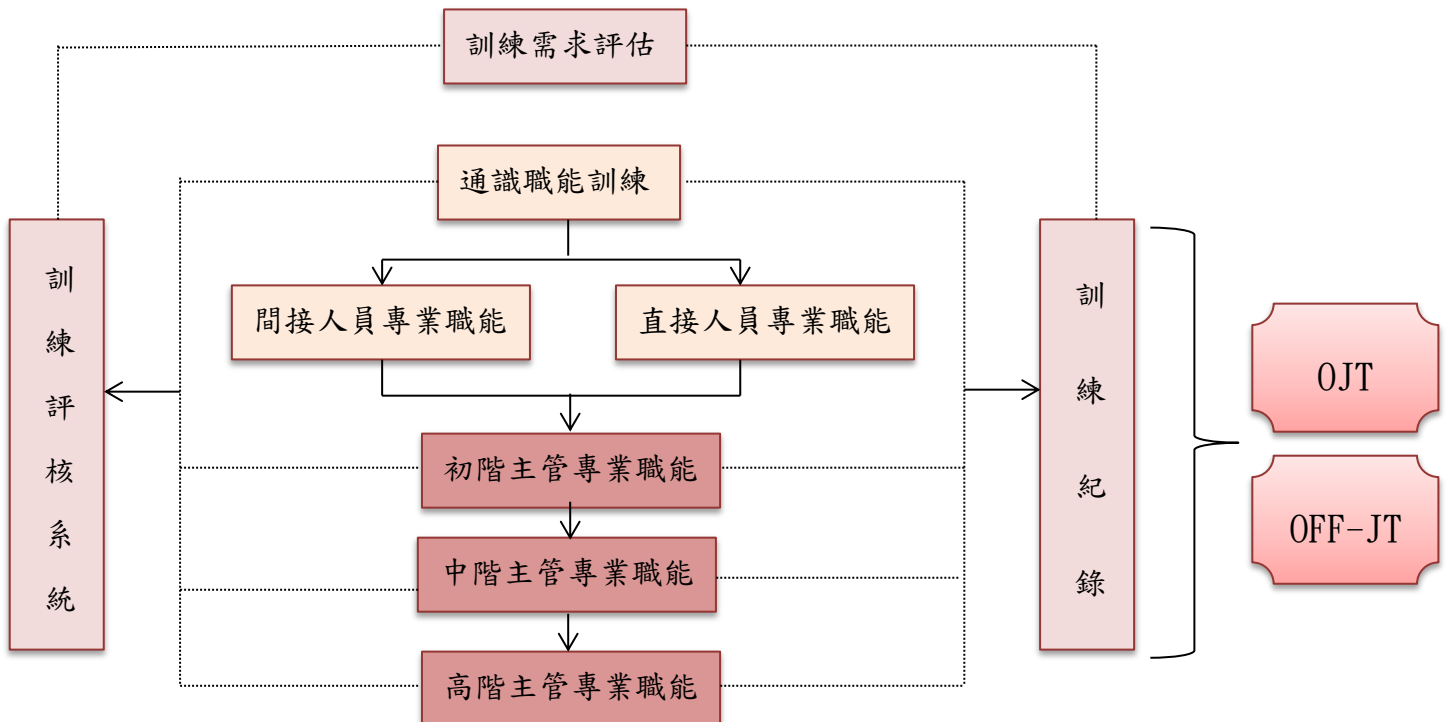 訓練需求評估
通識職能訓練
間接人員專業職能
直接人員專業職能
初階主管專業職能
中階主管專業職能
高階主管專業職能
訓練評核系統
訓練紀錄
OJT
OFF-JT